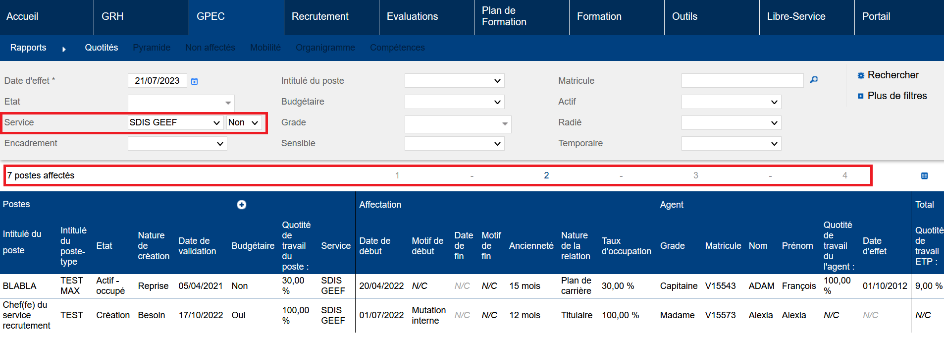 Accueil GRH GPEC Recrutement Evaluations Plan de Formation Formation Outils Libre-Service Portail
Rapports Quotités Pyramide Non affectés Mobilité Organigramme Compétences
Date d'effet * 21/07/2023 Intitulé du poste Matricule Rechercher
Etat Budgétaire Actif Plus de filtres
Service SDIS GEEF Non Grade Radié
Encadrement Sensible Temporaire
7 postes affectés 1 - 2 - 3 - 4
Postes Affectation Agent Total
Intitulé du poste Intitulé du poste-type Etat Nature de création Date de validation Budgétaire Quotité de travail du poste : Service Date de début Motif de début Date de fin Motif de fin Ancienneté Nature de la relation Taux d'occupation Grade Matricule Nom Prénom Quotité de travail de l'agent : Date d'effet Quotité de travail ETP :
BLABLA TEST MAX Actif - occupé Reprise 05/04/2021 Non 30,00 % SDIS GEEF 20/04/2022 N/C N/C N/C 15 mois Plan de carrière 30,00 % Capitaine V15543 ADAM François 100,00 % 01/10/2012 9,00 %
Chef(fe) du service recrutement TEST Création Besoin 17/10/2022 Oui 100,00 % SDIS GEEF 01/07/2022 Mutation interne N/C N/C 12 mois Titulaire 100,00 % Madame V15573 Alexia Alexia N/C N/C N/C